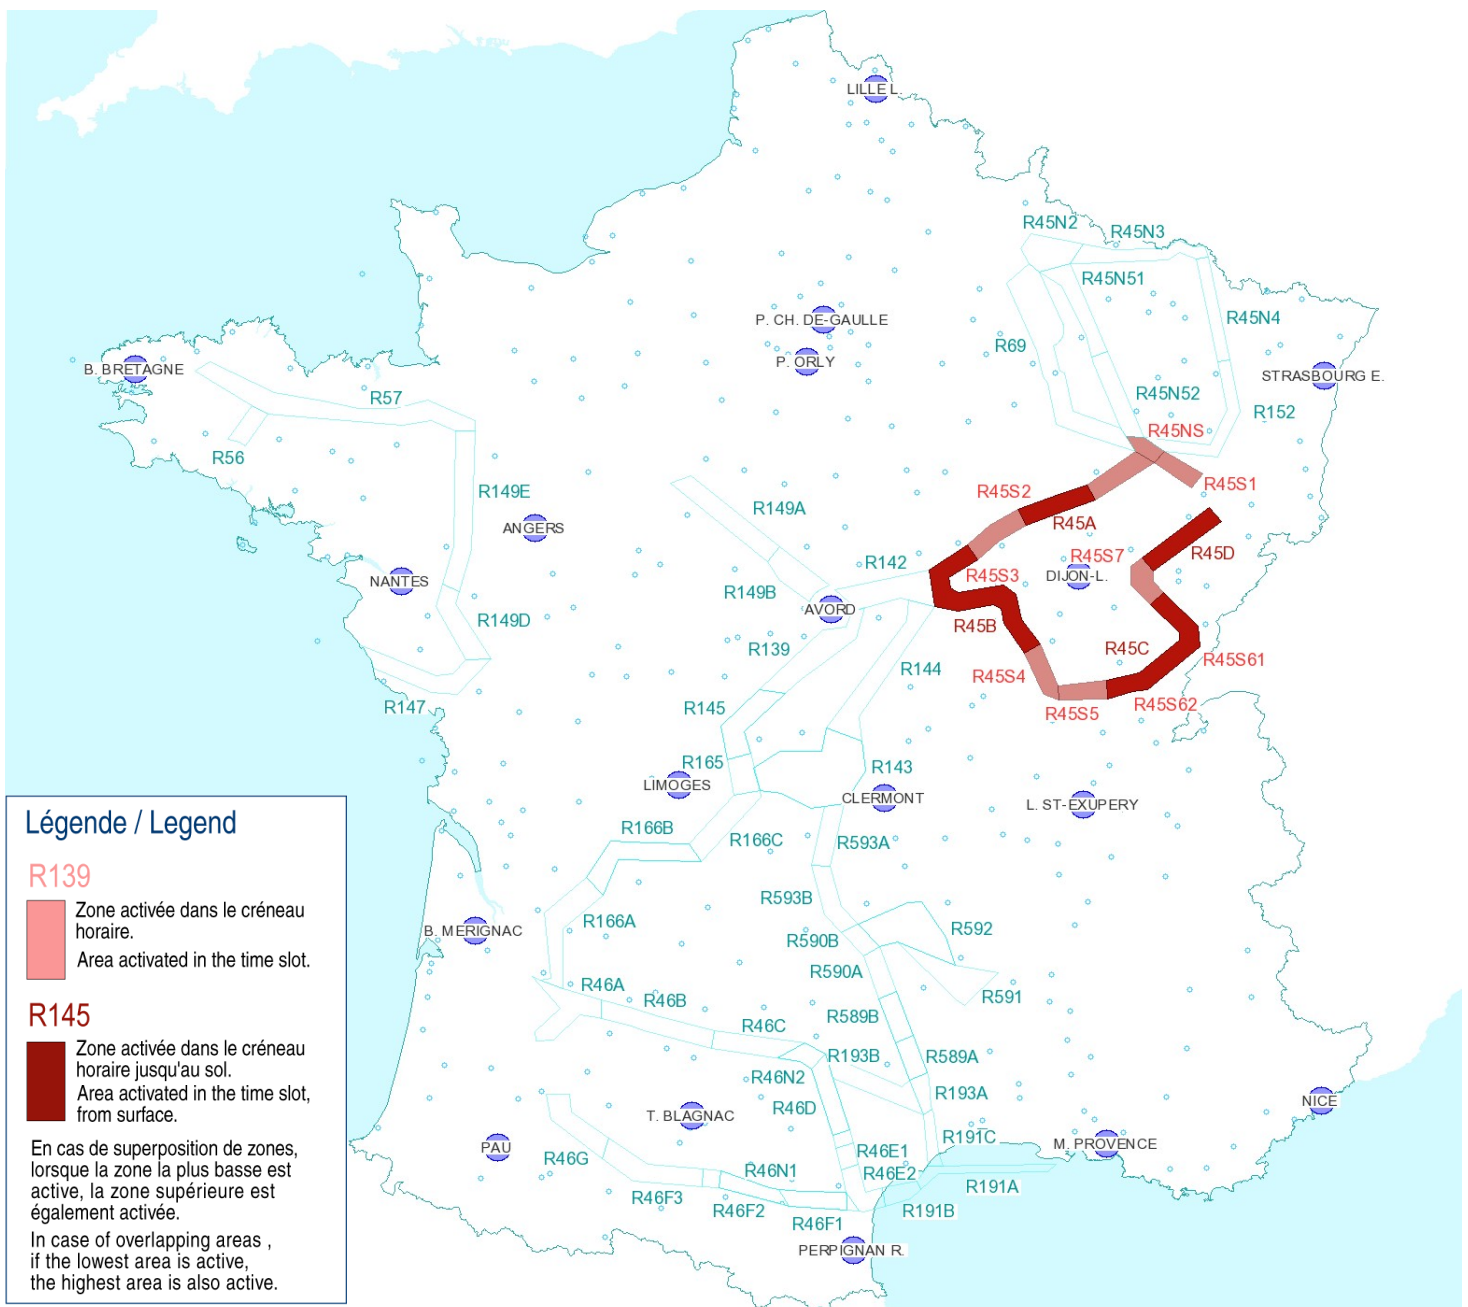 LILLE L.
R45N2
R45N3
R45N51
P. CH. DE-GAULLE
R45N4
R69
P. ORLY
B. BRETAGNE
STRASBOURG E.
R57
R45N52
R152
R45NS
R56
R149E
R45S2
R45S1
R149A
R45A
ANGERS
R45S7
R45D
R142
R45S3
DIJON-L.
NANTES
R149B
AVORD
R149D
R45B
R139
R45C
R45S61
R144
R45S4
R147
R145
R45S5
R45S62
R165
R143
LIMOGES
CLERMONT
L. ST-EXUPERY
R166B
R166C
R593A
R593B
R166A
B. MERIGNAC
R590B
R592
R590A
R46A
R46B
R591
R589B
R46C
R193B
R589A
R46N2
R193A
R46D
T. BLAGNAC
NICE
R191C
M. PROVENCE
PAU
R46G
R46E1
R46N1
R46E2
R191A
R46F3
R46F2
R46F1
R191B
PERPIGNAN R.
Légende / Legend
R139
Zone activée dans le créneau
horaire.
Area activated in the time slot.
R145
Zone activée dans le créneau
horaire jusqu'au sol.
Area activated in the time slot,
from surface.
En cas de superposition de zones,
lorsque la zone la plus basse est
active, la zone supérieure est
également activée.
In case of overlapping areas ,
if the lowest area is active,
the highest area is also active.